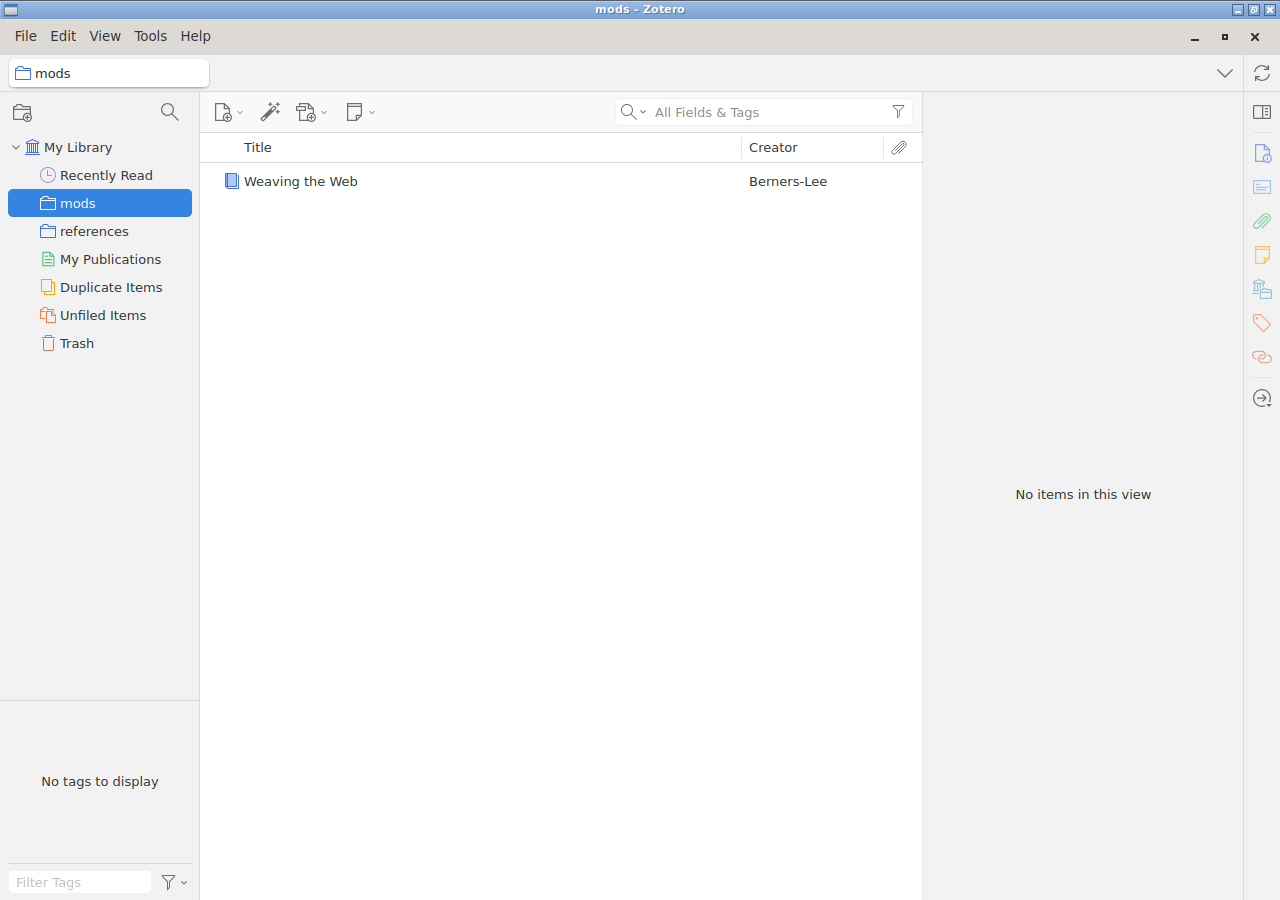 mods - Zotero
File Edit View Tools Help
mods
All Fields & Tags
My Library
Recently Read
mods
references
My Publications
Duplicate Items
Unfiled Items
Trash
Title Creator
Weaving the Web Berners-Lee
No items in this view
No tags to display
Filter Tags